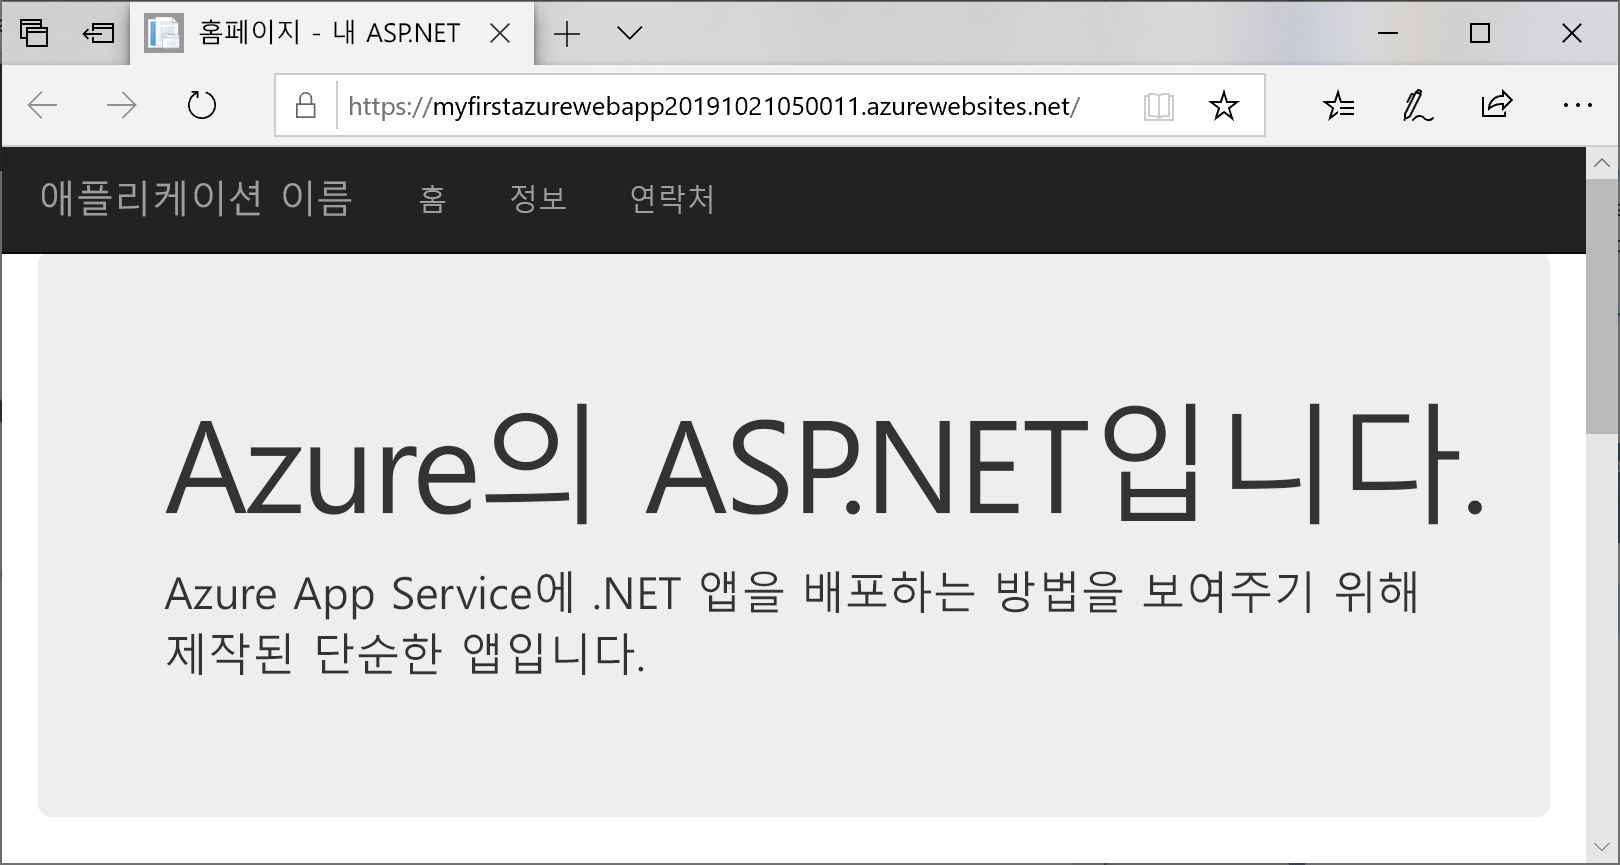 홈페이지 - 내 ASP.NET
https://myfirstazurewebapp20191021050011.azurewebsites.net/
애플리케이션 이름 홈 정보 연락처
Azure의 ASP.NET입니다.
Azure App Service에 .NET 앱을 배포하는 방법을 보여주기 위해
제작된 단순한 앱입니다.